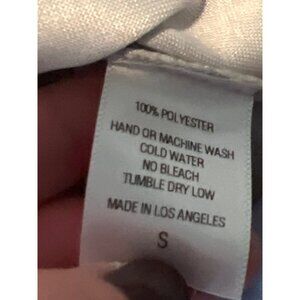 100% POLYESTER
HAND OR MACHINE WASH
COLD WATER
NO BLEACH
TUMBLE DRY LOW
MADE IN LOS ANGELES
S